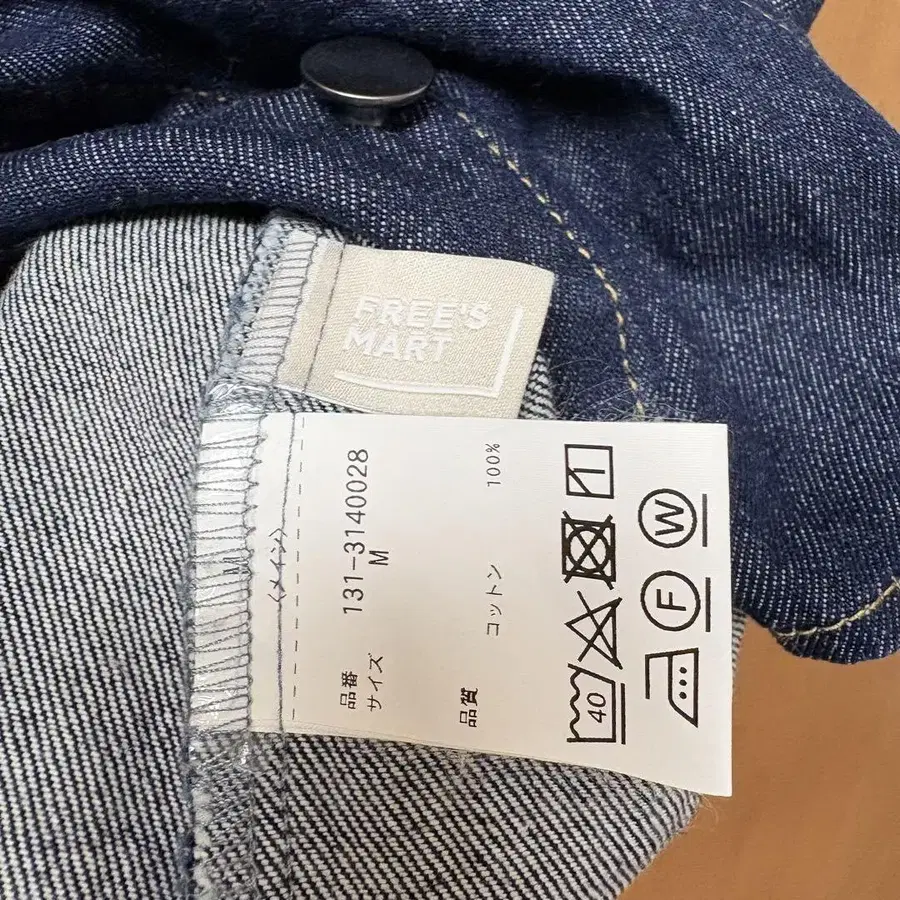 FREE'S
MART
〈メイン〉
品番 131-3140028
サイズ M
品質 コットン 100%
40
F
W